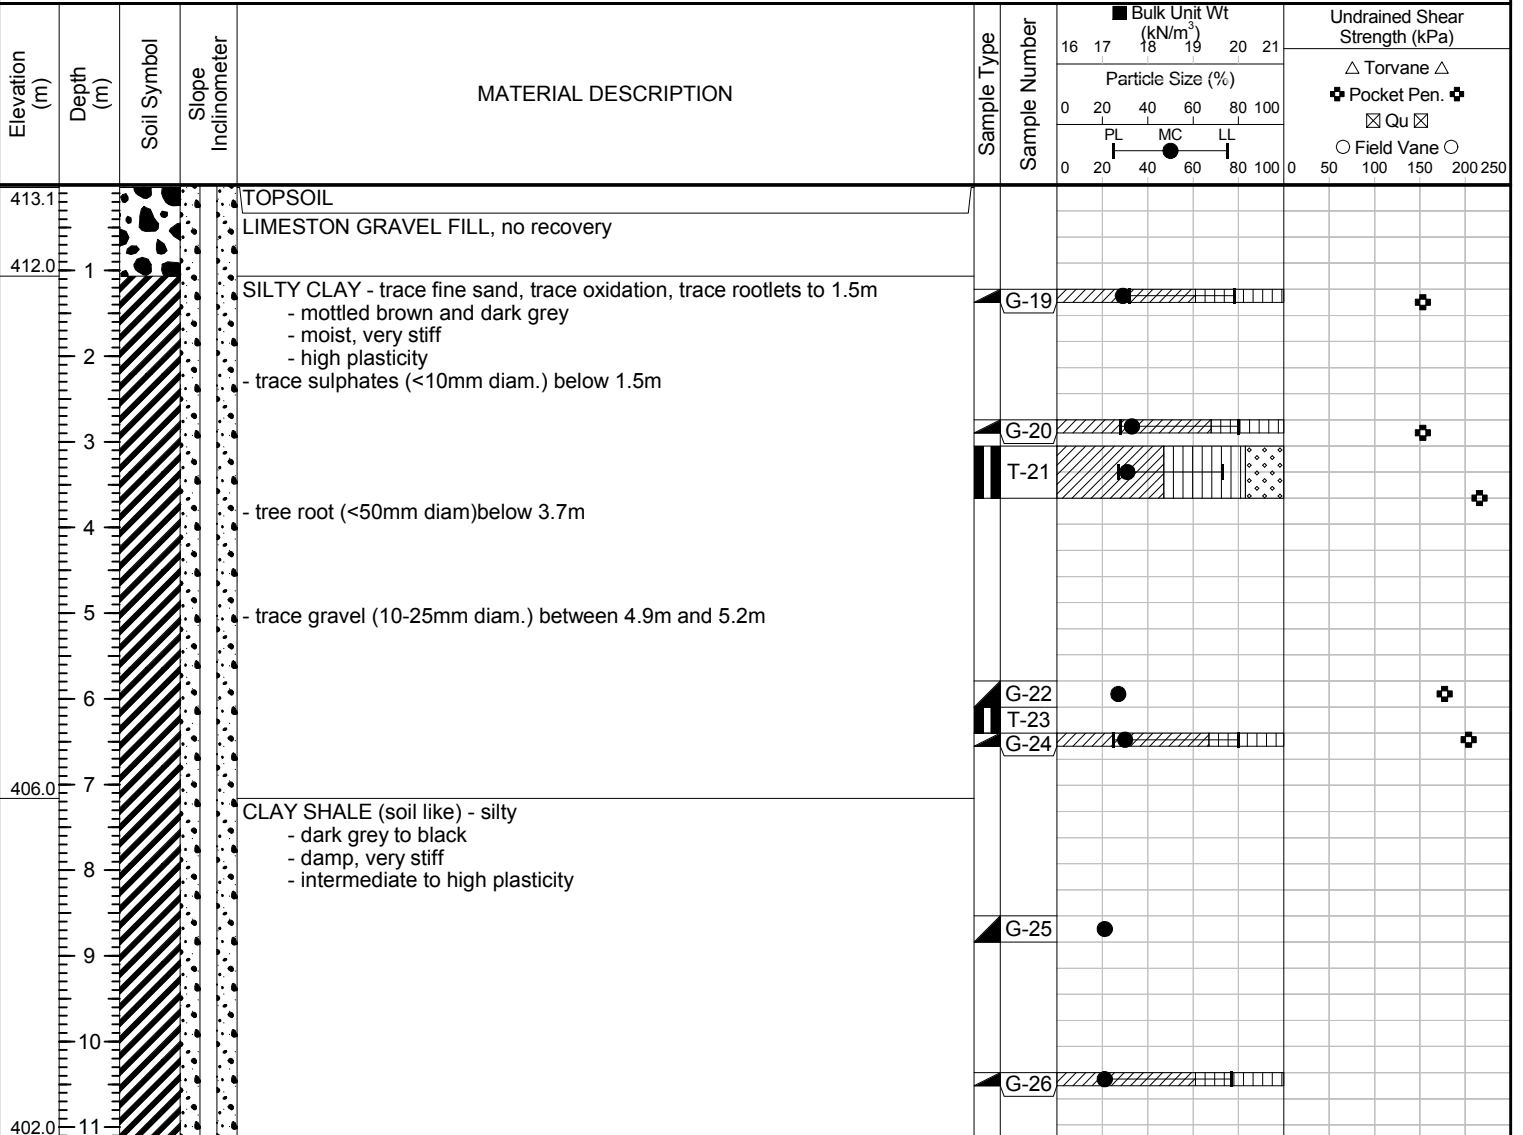 Elevation (m)
Depth (m)
Soil Symbol
Slope Inclinometer
MATERIAL DESCRIPTION
Sample Type
Sample Number
Bulk Unit Wt
(kN/m³)
16 17 18 19 20 21
Particle Size (%)
0 20 40 60 80 100
PL MC LL
0 20 40 60 80 100
Undrained Shear
Strength (kPa)
Torvane
Pocket Pen.
Qu
Field Vane
0 50 100 150 200 250
413.1
TOPSOIL
LIMESTON GRAVEL FILL, no recovery
412.0
1
SILTY CLAY - trace fine sand, trace oxidation, trace rootlets to 1.5m
G-19
- mottled brown and dark grey
- moist, very stiff
2
- high plasticity
- trace sulphates (<10mm diam.) below 1.5m
G-20
3
T-21
- tree root (<50mm diam)below 3.7m
4
5
- trace gravel (10-25mm diam.) between 4.9m and 5.2m
6
G-22
T-23
G-24
7
406.0
CLAY SHALE (soil like) - silty
- dark grey to black
- damp, very stiff
8
- intermediate to high plasticity
G-25
9
10
G-26
402.0
11